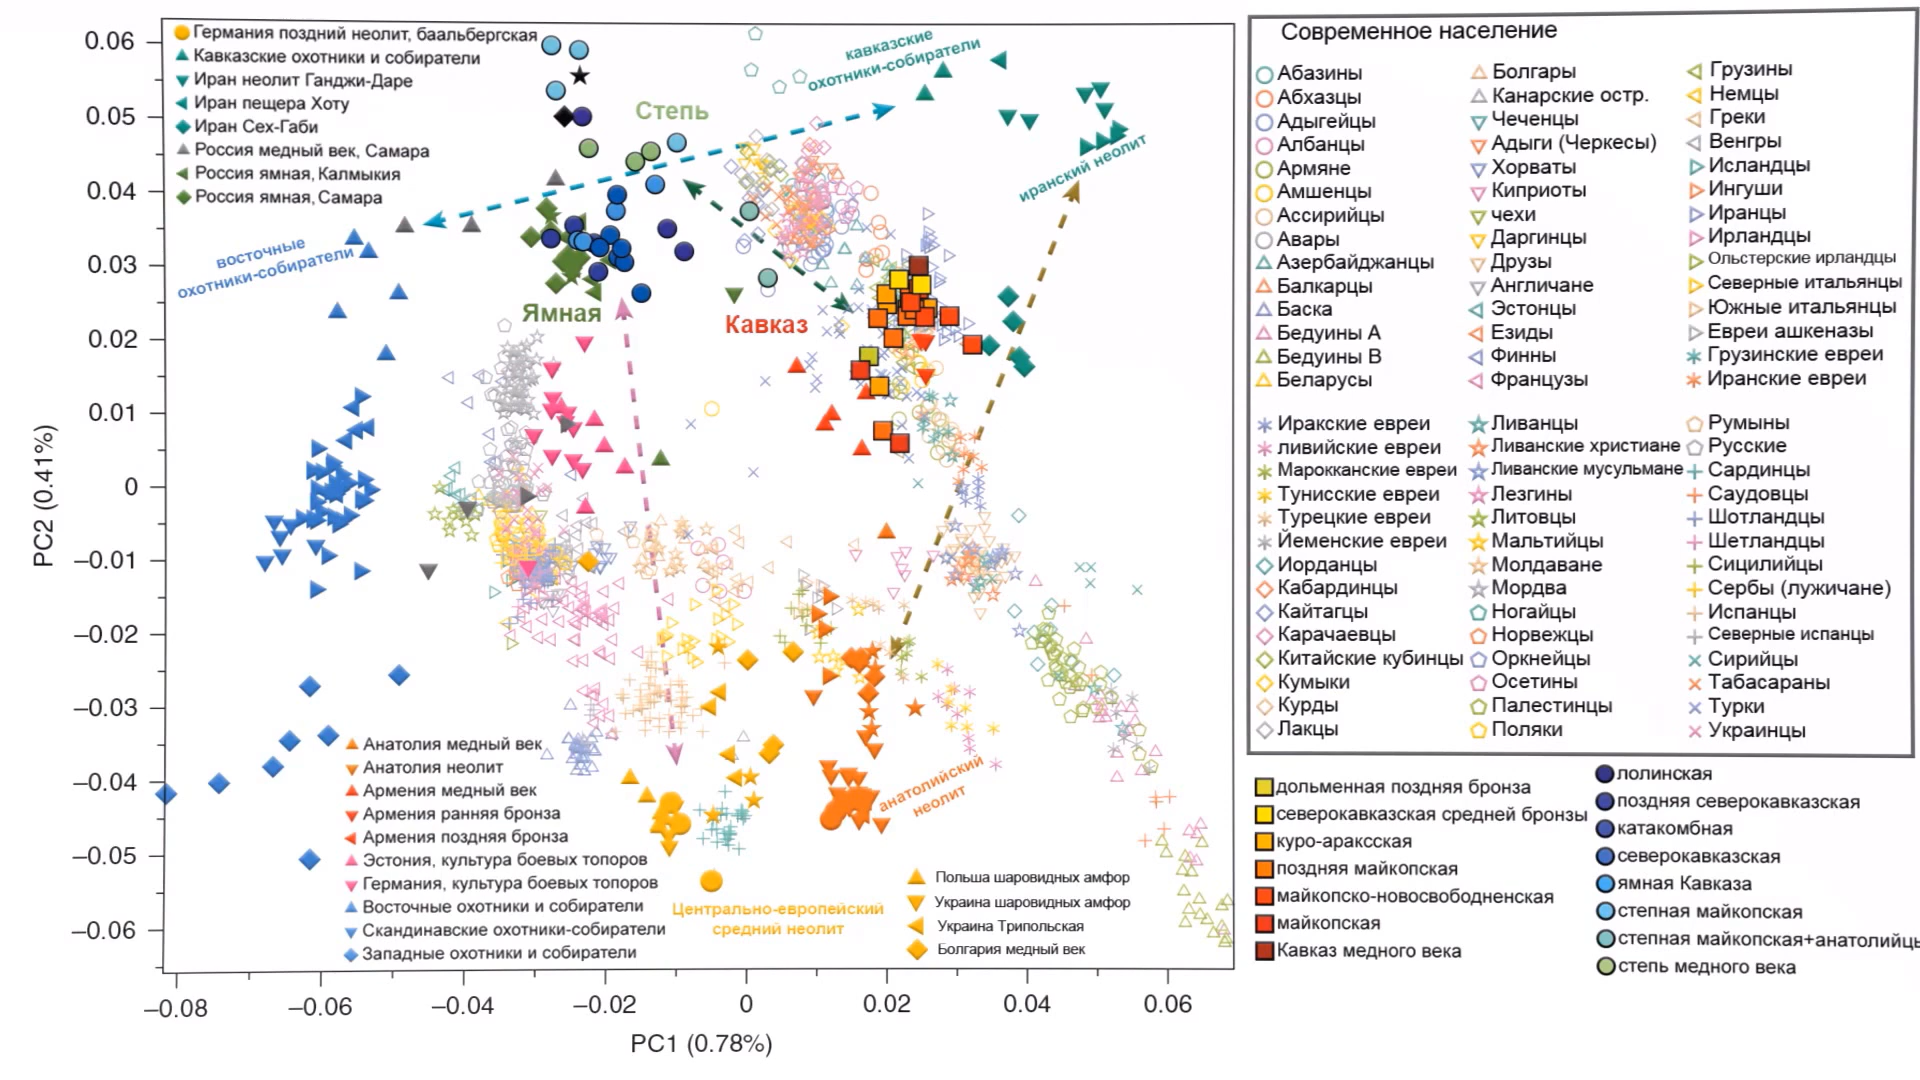 Германия поздний неолит, баальбергская
Кавказские охотники и собиратели
Иран неолит Ганджи-Даре
Иран пещера Хоту
Иран Сех-Габи
Россия медный век, Самара
Россия ямная, Калмыкия
Россия ямная, Самара
кавказские
охотники-собиратели
Степь
иранский неолит
восточные
охотники-собиратели
Ямная
Кавказ
анатолийский
неолит
Центрально-европейский
средний неолит
Анатолия медный век
Анатолия неолит
Армения медный век
Армения ранняя бронза
Армения поздняя бронза
Эстония, культура боевых топоров
Германия, культура боевых топоров
Восточные охотники и собиратели
Скандинавские охотники-собиратели
Западные охотники и собиратели
Польша шаровидных амфор
Украина шаровидных амфор
Украина Трипольская
Болгария медный век
PC2 (0.41%)
0.06
0.05
0.04
0.03
0.02
0.01
0
–0.01
–0.02
–0.03
–0.04
–0.05
–0.06
–0.08
–0.06
–0.04
–0.02
0
0.02
0.04
0.06
PC1 (0.78%)
Современное население
Абазины
Абхазцы
Адыгейцы
Албанцы
Армяне
Амшенцы
Ассирийцы
Авары
Азербайджанцы
Балкарцы
Баска
Бедуины А
Бедуины В
Беларусы
Иракские евреи
ливийские евреи
Марокканские евреи
Тунисские евреи
Турецкие евреи
Йеменские евреи
Иорданцы
Кабардинцы
Кайтагцы
Карачаевцы
Китайские кубинцы
Кумыки
Курды
Лакцы
Болгары
Канарские остр.
Чеченцы
Адыги (Черкесы)
Хорваты
Киприоты
чехи
Даргинцы
Друзы
Англичане
Эстонцы
Езиды
Финны
Французы
Ливанцы
Ливанские христиане
Ливанские мусульмане
Лезгины
Литовцы
Мальтийцы
Молдаване
Мордва
Ногайцы
Норвежцы
Оркнейцы
Осетины
Палестинцы
Поляки
Грузины
Немцы
Греки
Венгры
Исландцы
Ингуши
Иранцы
Ирландцы
Ольстерские ирландцы
Северные итальянцы
Южные итальянцы
Евреи ашкеназы
Грузинские евреи
Иранские евреи
Румыны
Русские
Сардинцы
Саудовцы
Шотландцы
Шетландцы
Сицилийцы
Сербы (лужичане)
Испанцы
Северные испанцы
Сирийцы
Табасараны
Турки
Украинцы
дольменная поздняя бронза
северокавказская средней бронзы
куро-араксская
поздняя майкопская
майкопско-новосвободненская
майкопская
Кавказ медного века
лолинская
поздняя северокавказская
катакомбная
северокавказская
ямная Кавказа
степная майкопская
степная майкопская+анатолийцы
степь медного века